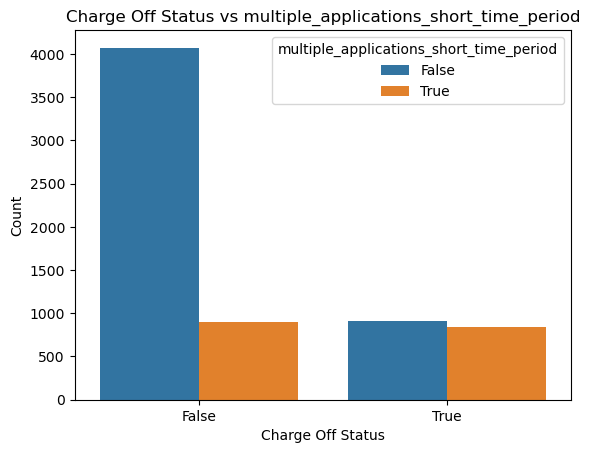 Charge Off Status vs multiple_applications_short_time_period
multiple_applications_short_time_period
False
True
4000
3500
3000
2500
2000
1500
1000
500
0
Count
False
True
Charge Off Status